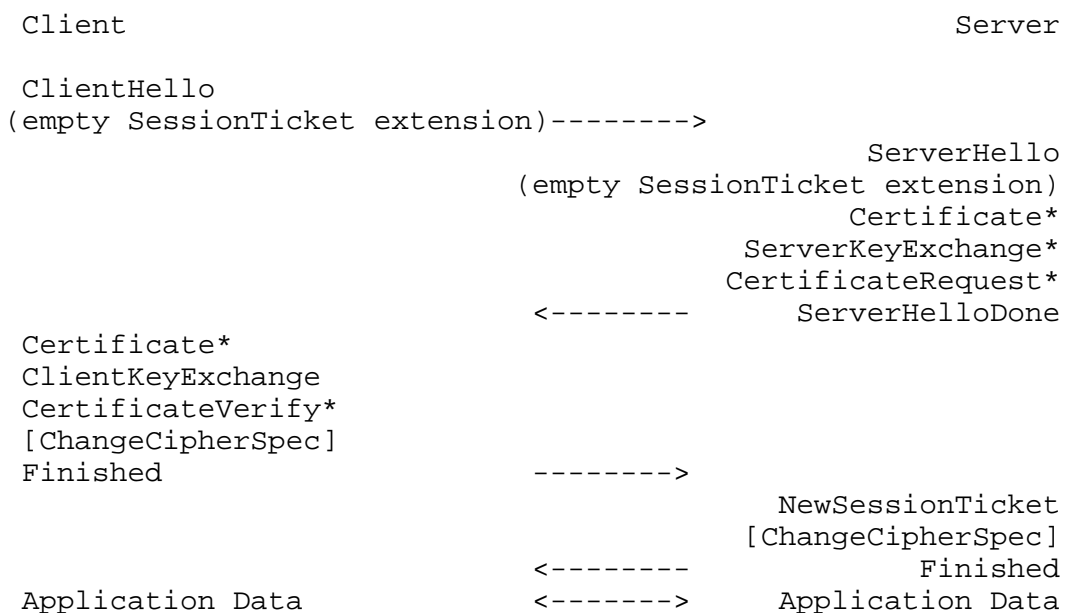 Client                                               Server

 ClientHello
(empty SessionTicket extension)-------->
                                                ServerHello
                            (empty SessionTicket extension)
                                               Certificate*
                                         ServerKeyExchange*
                                        CertificateRequest*
                             <--------      ServerHelloDone
 Certificate*
 ClientKeyExchange
 CertificateVerify*
 [ChangeCipherSpec]
 Finished                    -------->
                                           NewSessionTicket
                                         [ChangeCipherSpec]
                             <--------             Finished
 Application Data            <------->     Application Data